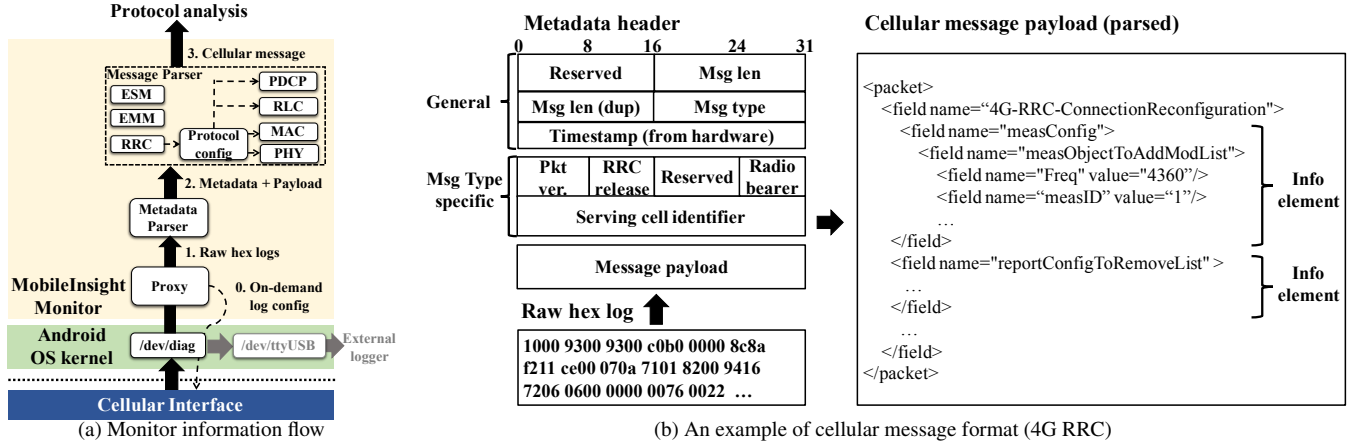 Protocol analysis
3. Cellular message
Message Parser
ESM
EMM
RRC
Protocol
config
PDCP
RLC
MAC
PHY
2. Metadata + Payload
Metadata
Parser
1. Raw hex logs
MobileInsight
Monitor
Proxy
0. On-demand
log config
Android
OS kernel
/dev/diag
/dev/ttyUSB
External
logger
Cellular Interface
(a) Monitor information flow
Metadata header
0 8 16 24 31
General
Reserved Msg len
Msg len (dup) Msg type
Timestamp (from hardware)
Msg Type
specific
Pkt
ver.
RRC
release
Reserved
Radio
bearer
Serving cell identifier
Message payload
Raw hex log
1000 9300 9300 c0b0 0000 8c8a
f211 ce00 070a 7101 8200 9416
7206 0600 0000 0076 0022 …
Cellular message payload (parsed)
<packet>
<field name=“4G-RRC-ConnectionReconfiguration">
<field name="measConfig">
<field name="measObjectToAddModList">
<field name="Freq" value="4360”/>
<field name=“measID” value=“1”/>
…
</field>
<field name="reportConfigToRemoveList" >
…
</field>
…
</field>
</packet>
Info
element
Info
element
(b) An example of cellular message format (4G RRC)